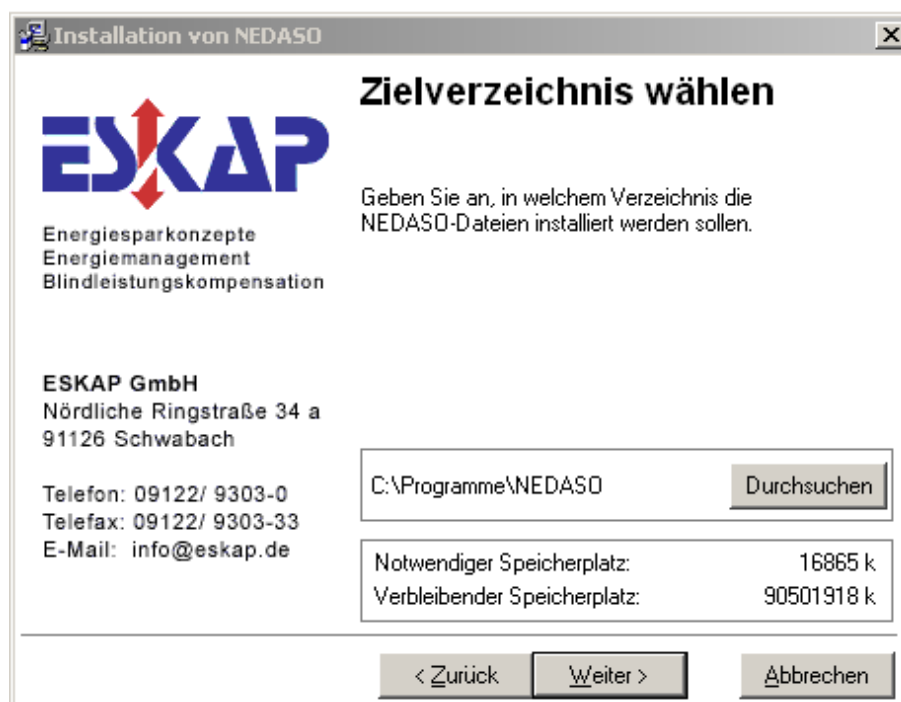 Installation von NEDASO
ESKAP
Energiesparkonzepte
Energiemanagement
Blindleistungskompensation
ESKAP GmbH
Nördliche Ringstraße 34 a
91126 Schwabach
Telefon: 09122/ 9303-0
Telefax: 09122/ 9303-33
E-Mail: info@eskap.de
Zielverzeichnis wählen
Geben Sie an, in welchem Verzeichnis die
NEDASO-Dateien installiert werden sollen.
C:\Programme\NEDASO
Durchsuchen
Notwendiger Speicherplatz: 16865 k
Verbleibender Speicherplatz: 90501918 k
< Zurück
Weiter >
Abbrechen